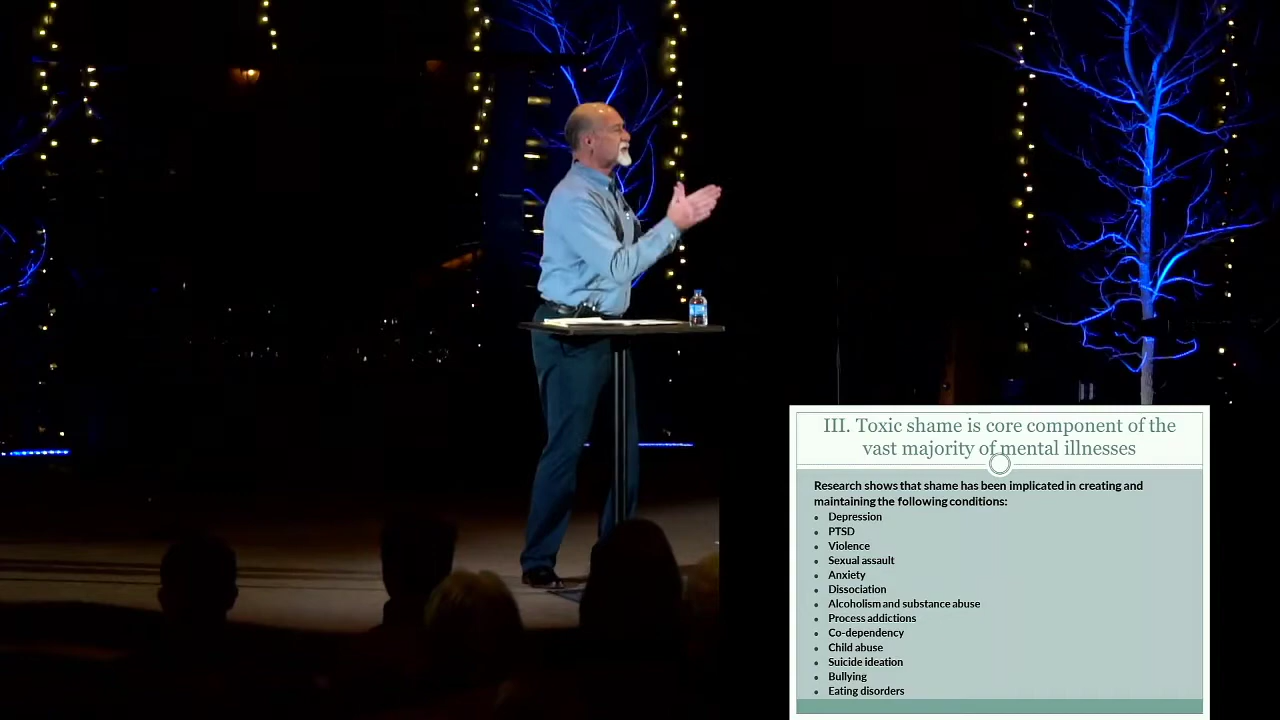 III. Toxic shame is core component of the
vast majority of mental illnesses
Research shows that shame has been implicated in creating and
maintaining the following conditions:
• Depression
• PTSD
• Violence
• Sexual assault
• Anxiety
• Dissociation
• Alcoholism and substance abuse
• Process addictions
• Co-dependency
• Child abuse
• Suicide ideation
• Bullying
• Eating disorders